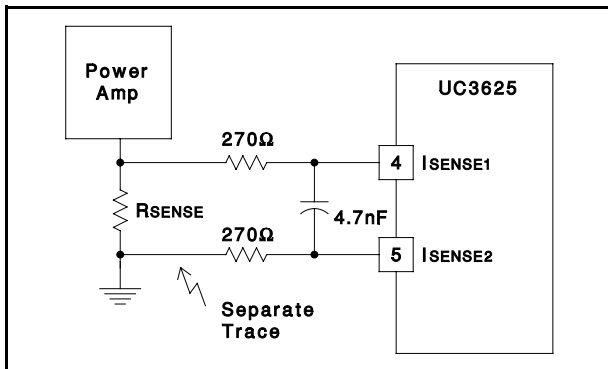 Power
Amp
UC3625
270Ω
4 ISENSE1
RSENSE
4.7nF
270Ω
5 ISENSE2
Separate
Trace